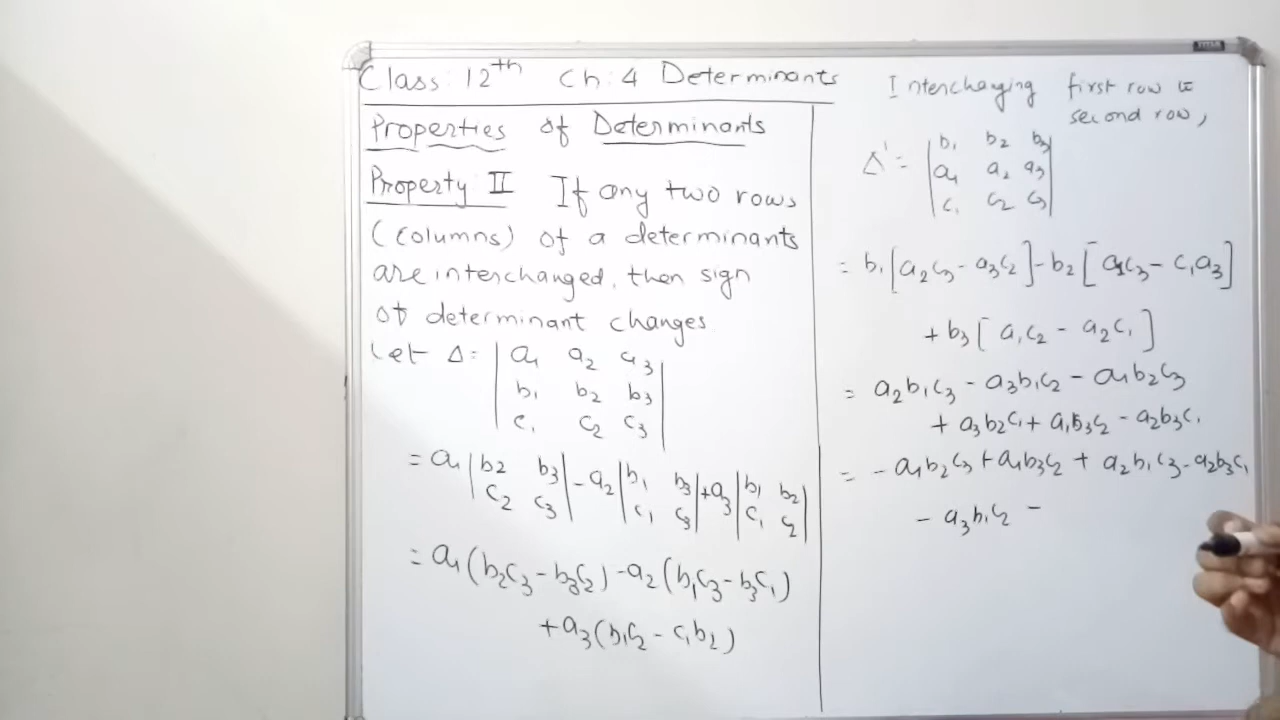 Class: 12th Ch: 4 Determinants
Properties of Determinants
Property: II If any two rows
(columns) of a determinants
are interchanged, then sign
of determinant changes.
Let Δ = | a₁ a₂ a₃ |
| b₁ b₂ b₃ |
| c₁ c₂ c₃ |
= a₁ | b₂ b₃ | - a₂ | b₁ b₃ | + a₃ | b₁ b₂ |
| c₂ c₃ | | c₁ c₃ | | c₁ c₂ |
= a₁(b₂c₃ - b₃c₂) - a₂(b₁c₃ - b₃c₁)
+ a₃(b₁c₂ - c₁b₂)
Interchanging first row to
second row,
Δ' = | b₁ b₂ b₃ |
| a₁ a₂ a₃ |
| c₁ c₂ c₃ |
= b₁[a₂c₃ - a₃c₂] - b₂[a₁c₃ - c₁a₃]
+ b₃[a₁c₂ - a₂c₁]
= a₂b₁c₃ - a₃b₁c₂ - a₁b₂c₃
+ a₃b₂c₁ + a₁b₃c₂ - a₂b₃c₁
= - a₁b₂c₃ + a₁b₃c₂ + a₂b₁c₃ - a₂b₃c₁
- a₃b₁c₂ -
TITAN